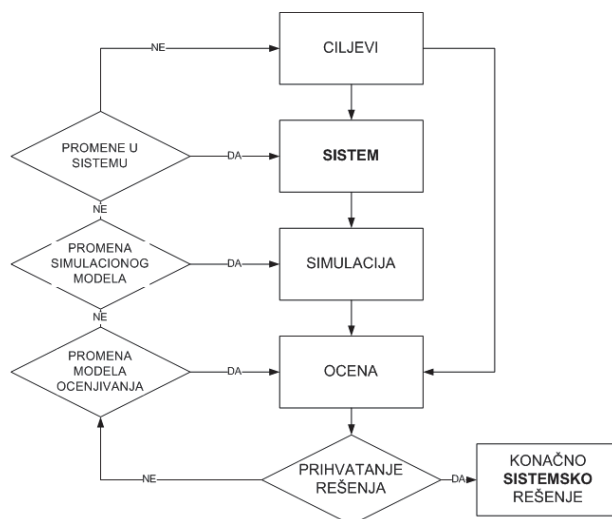 NE
CILJEVI
PROMENE U
SISTEMU
DA
SISTEM
NE
PROMENA
SIMULACIONOG
MODELA
DA
SIMULACIJA
NE
PROMENA
MODELA
OCENJIVANJA
DA
OCENA
NE
PRIHVATANJE
REŠENJA
DA
KONAČNO
SISTEMSKO
REŠENJE